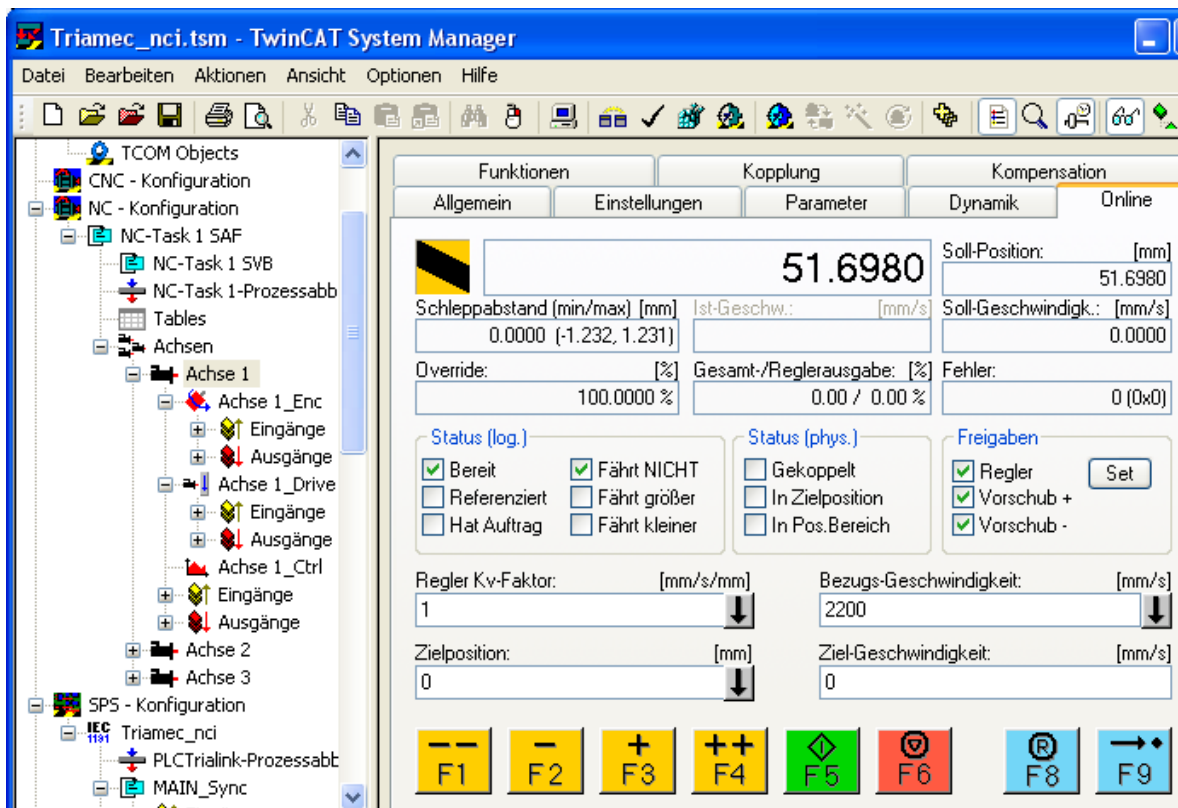 Triamec_nci.tsm - TwinCAT System Manager
Datei Bearbeiten Aktionen Ansicht Optionen Hilfe
TCOM Objects
CNC - Konfiguration
NC - Konfiguration
NC-Task 1 SAF
NC-Task 1 SVB
NC-Task 1-Prozessabb
Tables
Achsen
Achse 1
Achse 1_Enc
Eingänge
Ausgänge
Achse 1_Drive
Eingänge
Ausgänge
Achse 1_Ctrl
Eingänge
Ausgänge
Achse 2
Achse 3
SPS - Konfiguration
IEC 1131 Triamec_nci
PLCTrialink-Prozessabb
MAIN_Sync
Funktionen Kopplung Kompensation
Allgemein Einstellungen Parameter Dynamik Online
51.6980
Soll-Position: [mm]
51.6980
Schleppabstand (min/max) [mm] Ist-Geschw.: [mm/s] Soll-Geschwindigk.: [mm/s]
0.0000 (-1.232, 1.231) 0.0000
Override: [%] Gesamt-/Reglerausgabe: [%] Fehler:
100.0000 % 0.00 / 0.00 % 0 (0x0)
Status (log.) Status (phys.) Freigaben
Bereit Fährt NICHT Gekoppelt Regler Set
Referenziert Fährt größer In Zielposition Vorschub +
Hat Auftrag Fährt kleiner In Pos.Bereich Vorschub -
Regler Kv-Faktor: [mm/s/mm] Bezugs-Geschwindigkeit: [mm/s]
1 2200
Zielposition: [mm] Ziel-Geschwindigkeit: [mm/s]
0 0
-- - + ++ R
F1 F2 F3 F4 F5 F6 F8 F9